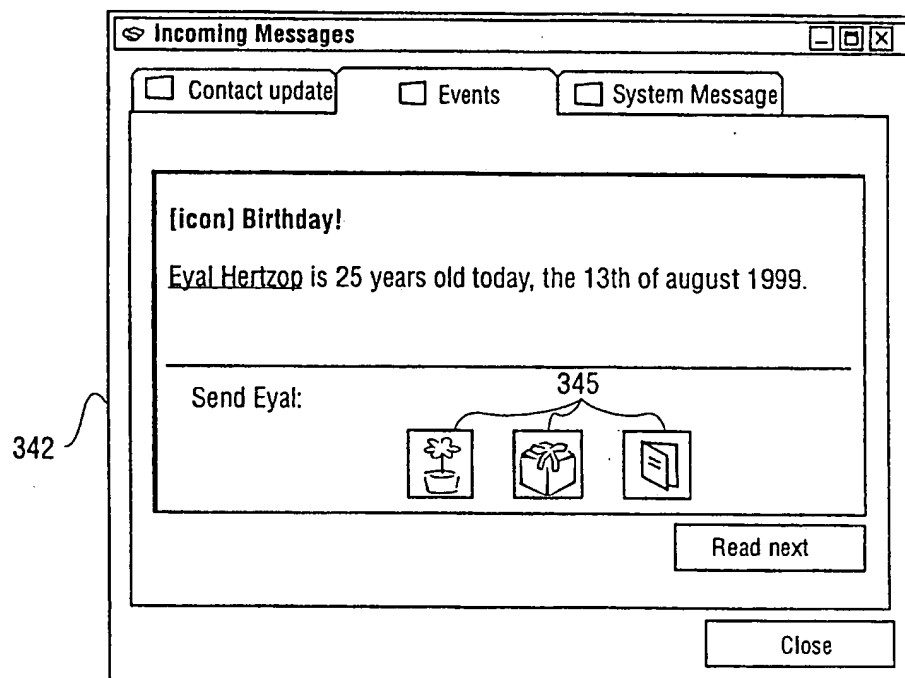 Incoming Messages
Contact update Events System Message
[icon] Birthday!
Eyal Hertzop is 25 years old today, the 13th of august 1999.
345
Send Eyal:
342
Read next
Close